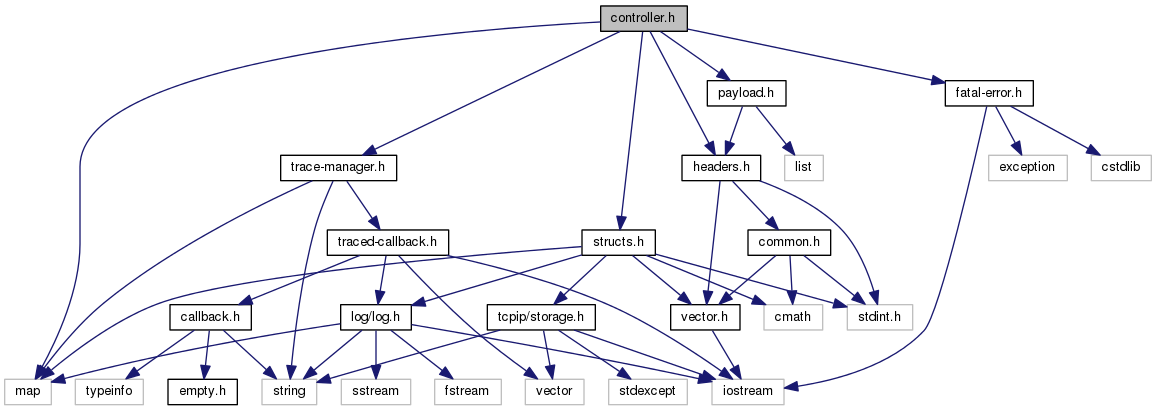 controller.h
payload.h
fatal-error.h
trace-manager.h
headers.h
list
exception
cstdlib
traced-callback.h
structs.h
common.h
callback.h
log/log.h
tcpip/storage.h
vector.h
cmath
stdint.h
map
typeinfo
empty.h
string
sstream
fstream
vector
stdexcept
iostream